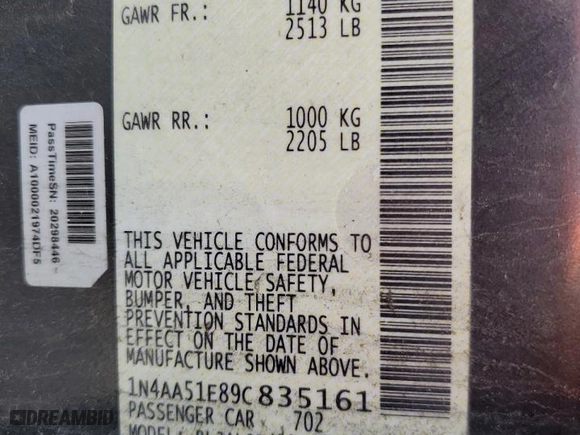 GAWR FR.: 1140 KG
2513 LB
GAWR RR.: 1000 KG
2205 LB
PassTimeSN: 20298446
MEID: A1000021974DF5
THIS VEHICLE CONFORMS TO
ALL APPLICABLE FEDERAL
MOTOR VEHICLE SAFETY,
BUMPER, AND THEFT
PREVENTION STANDARDS IN
EFFECT ON THE DATE OF
MANUFACTURE SHOWN ABOVE.
1N4AA51E89C835161
PASSENGER CAR 702
DREAMBID